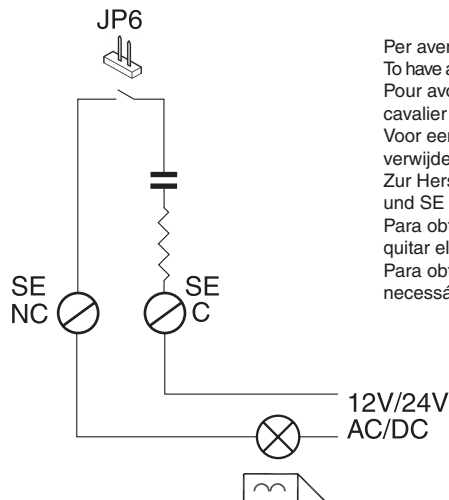 JP6
Per aver
To have a
Pour avo
cavalier
Voor een
verwijde
Zur Hers
und SE
Para obt
quitar el
Para obt
necessá
SE
NC
SE
C
12V/24V
AC/DC